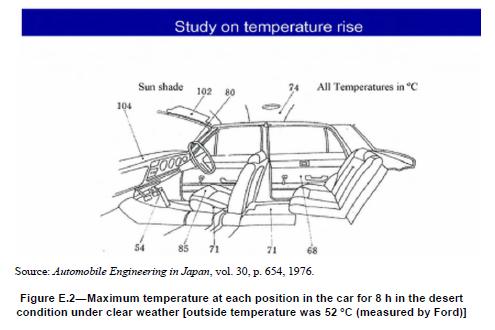 Study on temperature rise
Sun shade
102
80
74
All Temperatures in °C
104
54
85
71
71
68
Source: Automobile Engineering in Japan, vol. 30, p. 654, 1976.
Figure E.2—Maximum temperature at each position in the car for 8 h in the desert
condition under clear weather [outside temperature was 52 °C (measured by Ford)]